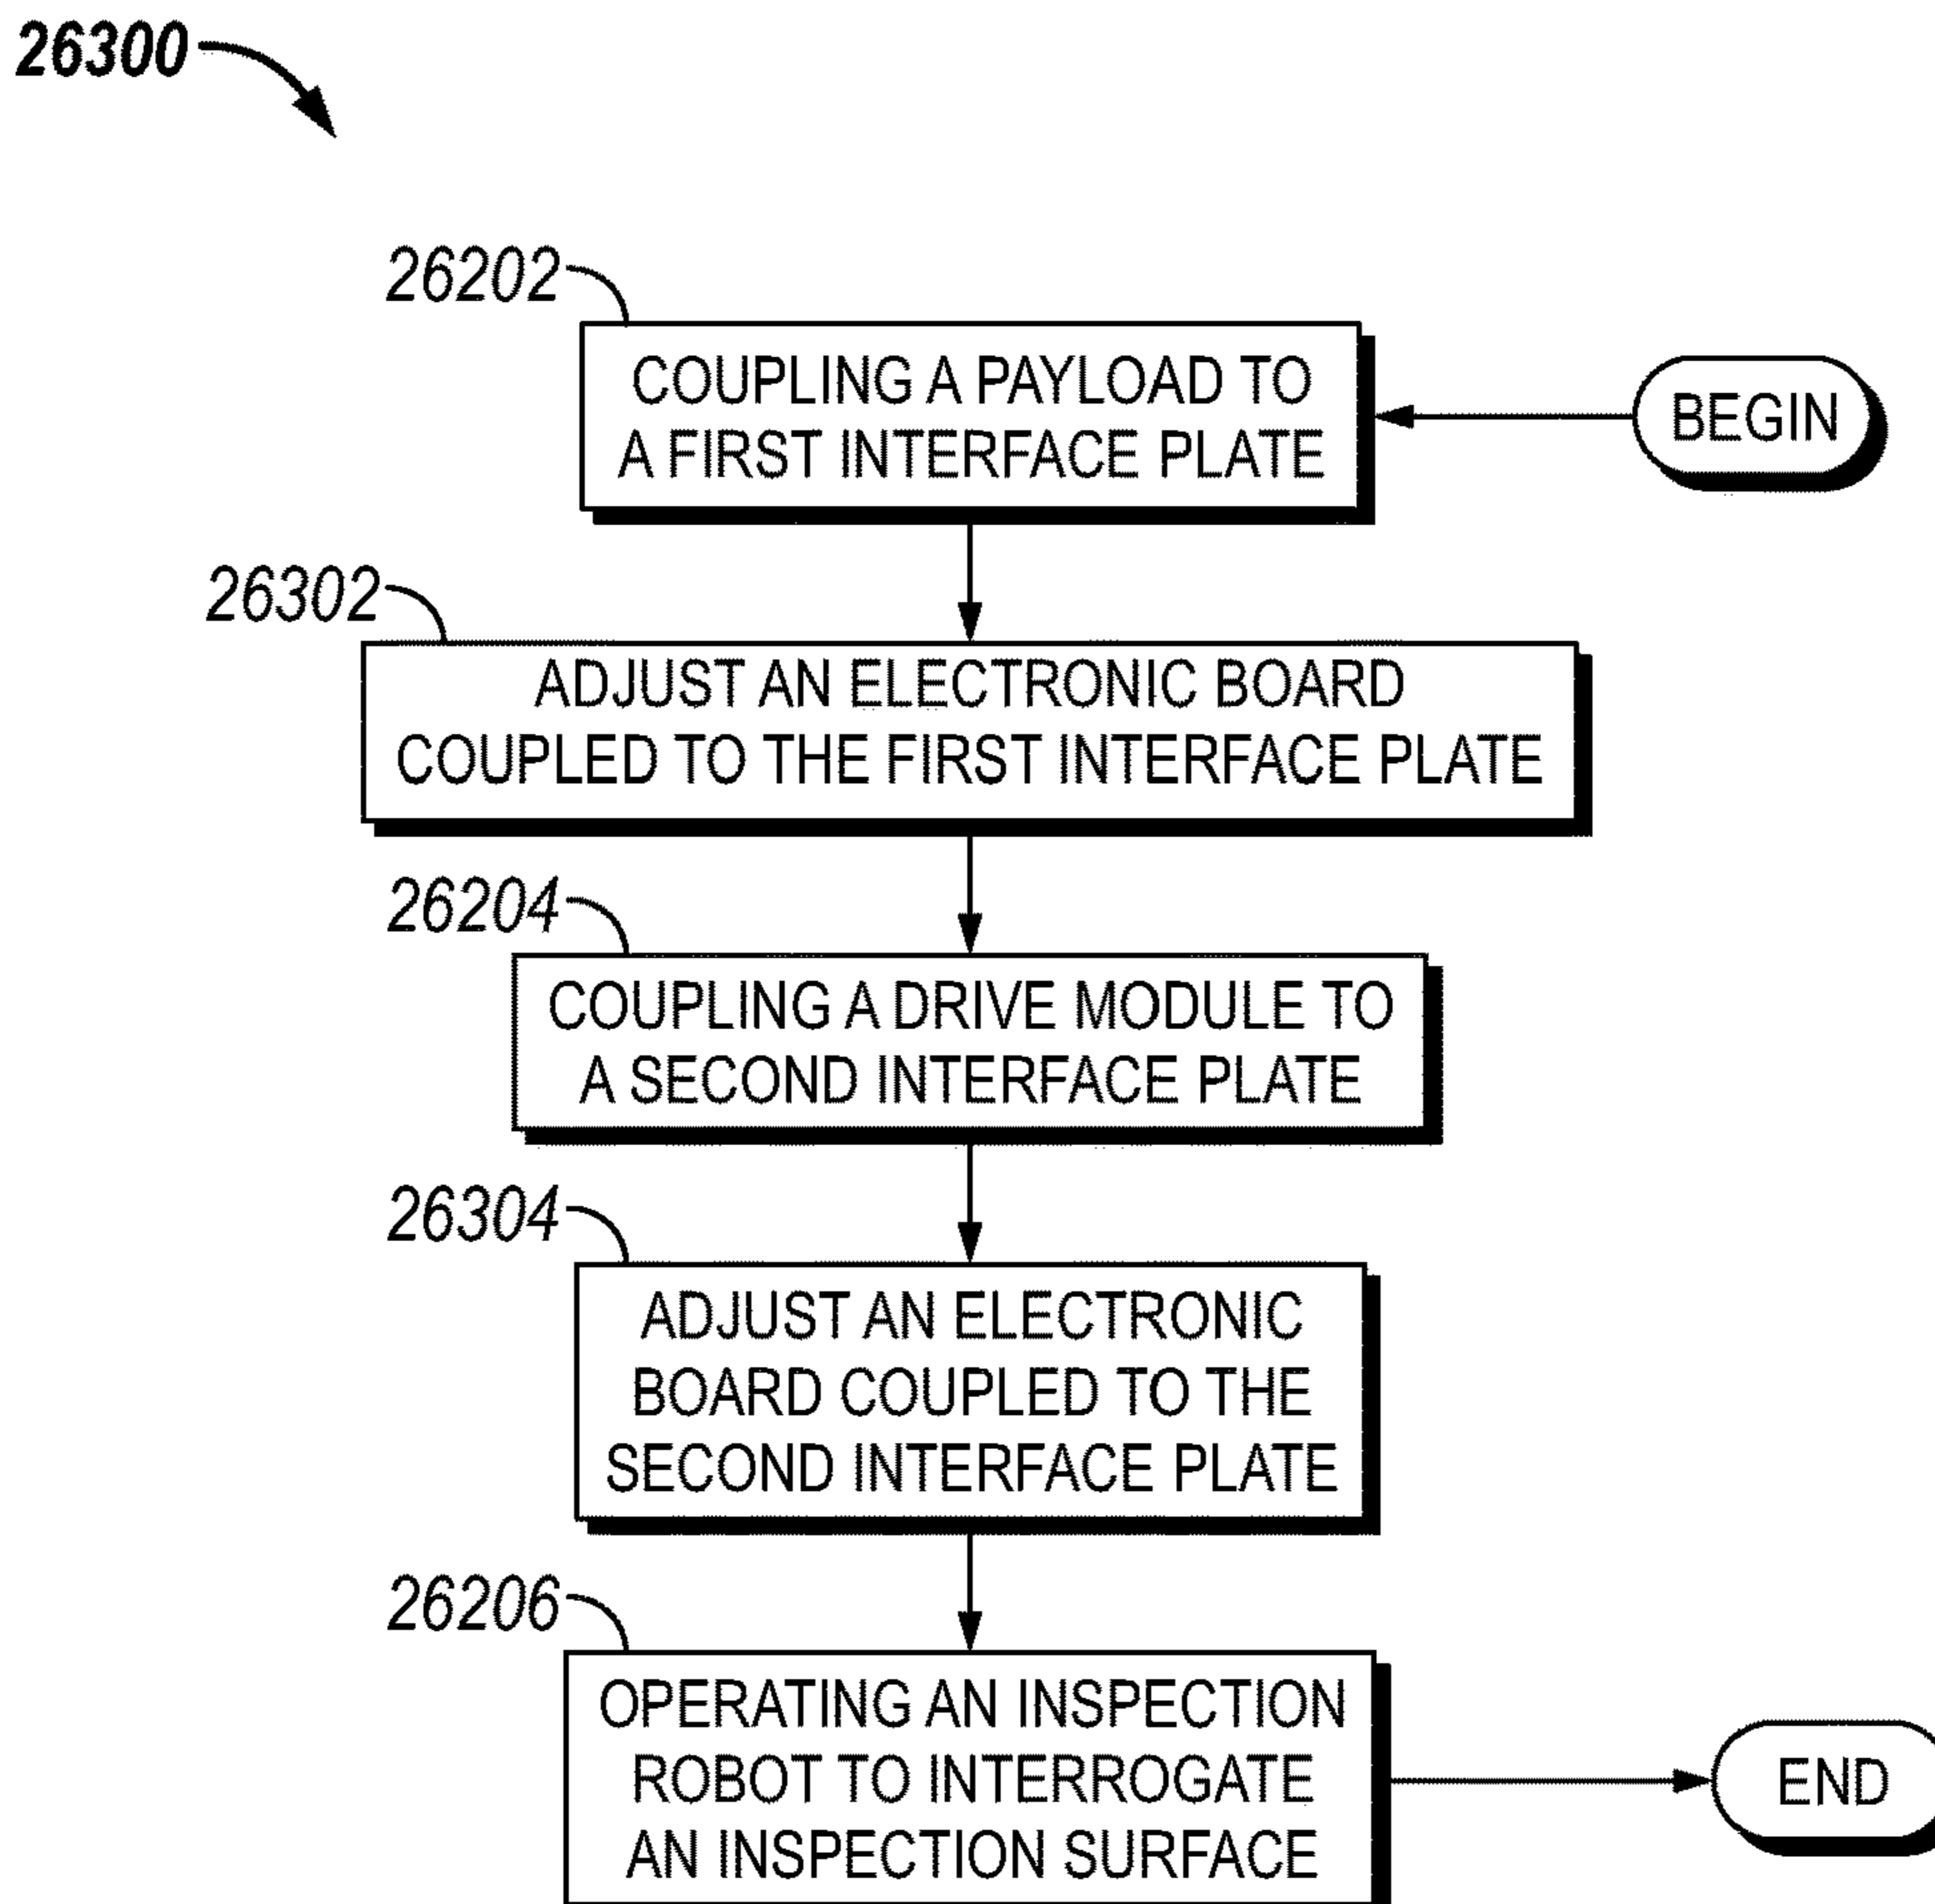 26300
26202
COUPLING A PAYLOAD TO
A FIRST INTERFACE PLATE
BEGIN
26302
ADJUST AN ELECTRONIC BOARD
COUPLED TO THE FIRST INTERFACE PLATE
26204
COUPLING A DRIVE MODULE TO
A SECOND INTERFACE PLATE
26304
ADJUST AN ELECTRONIC
BOARD COUPLED TO THE
SECOND INTERFACE PLATE
26206
OPERATING AN INSPECTION
ROBOT TO INTERROGATE
AN INSPECTION SURFACE
END